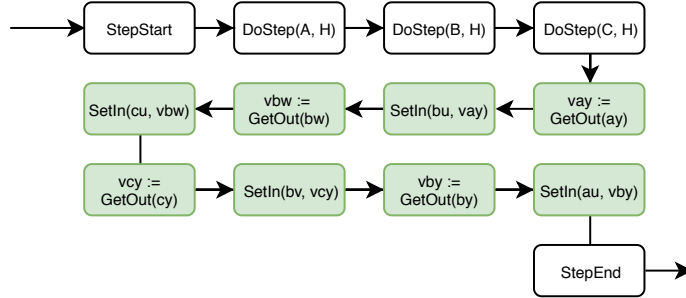 StepStart
DoStep(A, H)
DoStep(B, H)
DoStep(C, H)
vay :=
GetOut(ay)
SetIn(bu, vay)
vbw :=
GetOut(bw)
SetIn(cu, vbw)
vcy :=
GetOut(cy)
SetIn(bv, vcy)
vby :=
GetOut(by)
SetIn(au, vby)
StepEnd